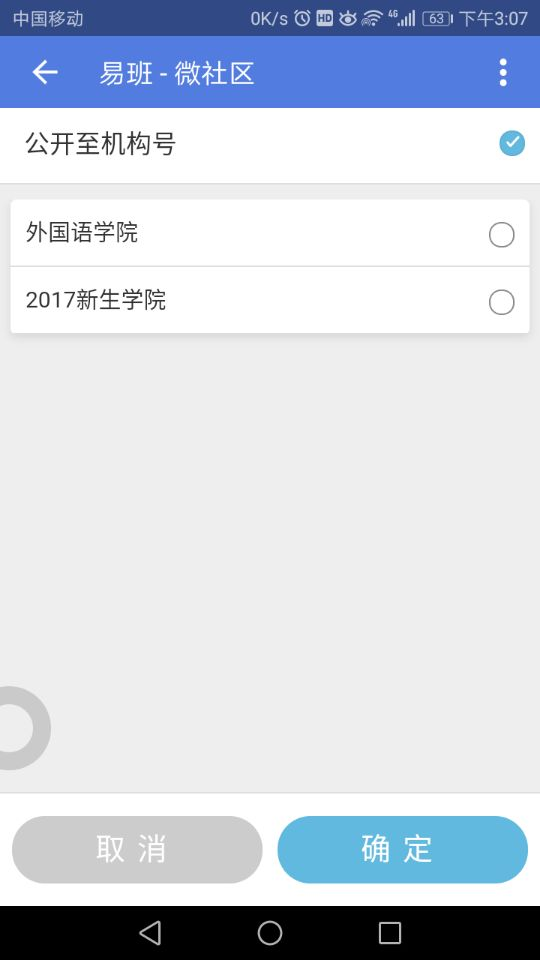 中国移动 0K/s HD 4G 63 下午3:07
易班 - 微社区
公开至机构号
外国语学院
2017新生学院
取消 确定